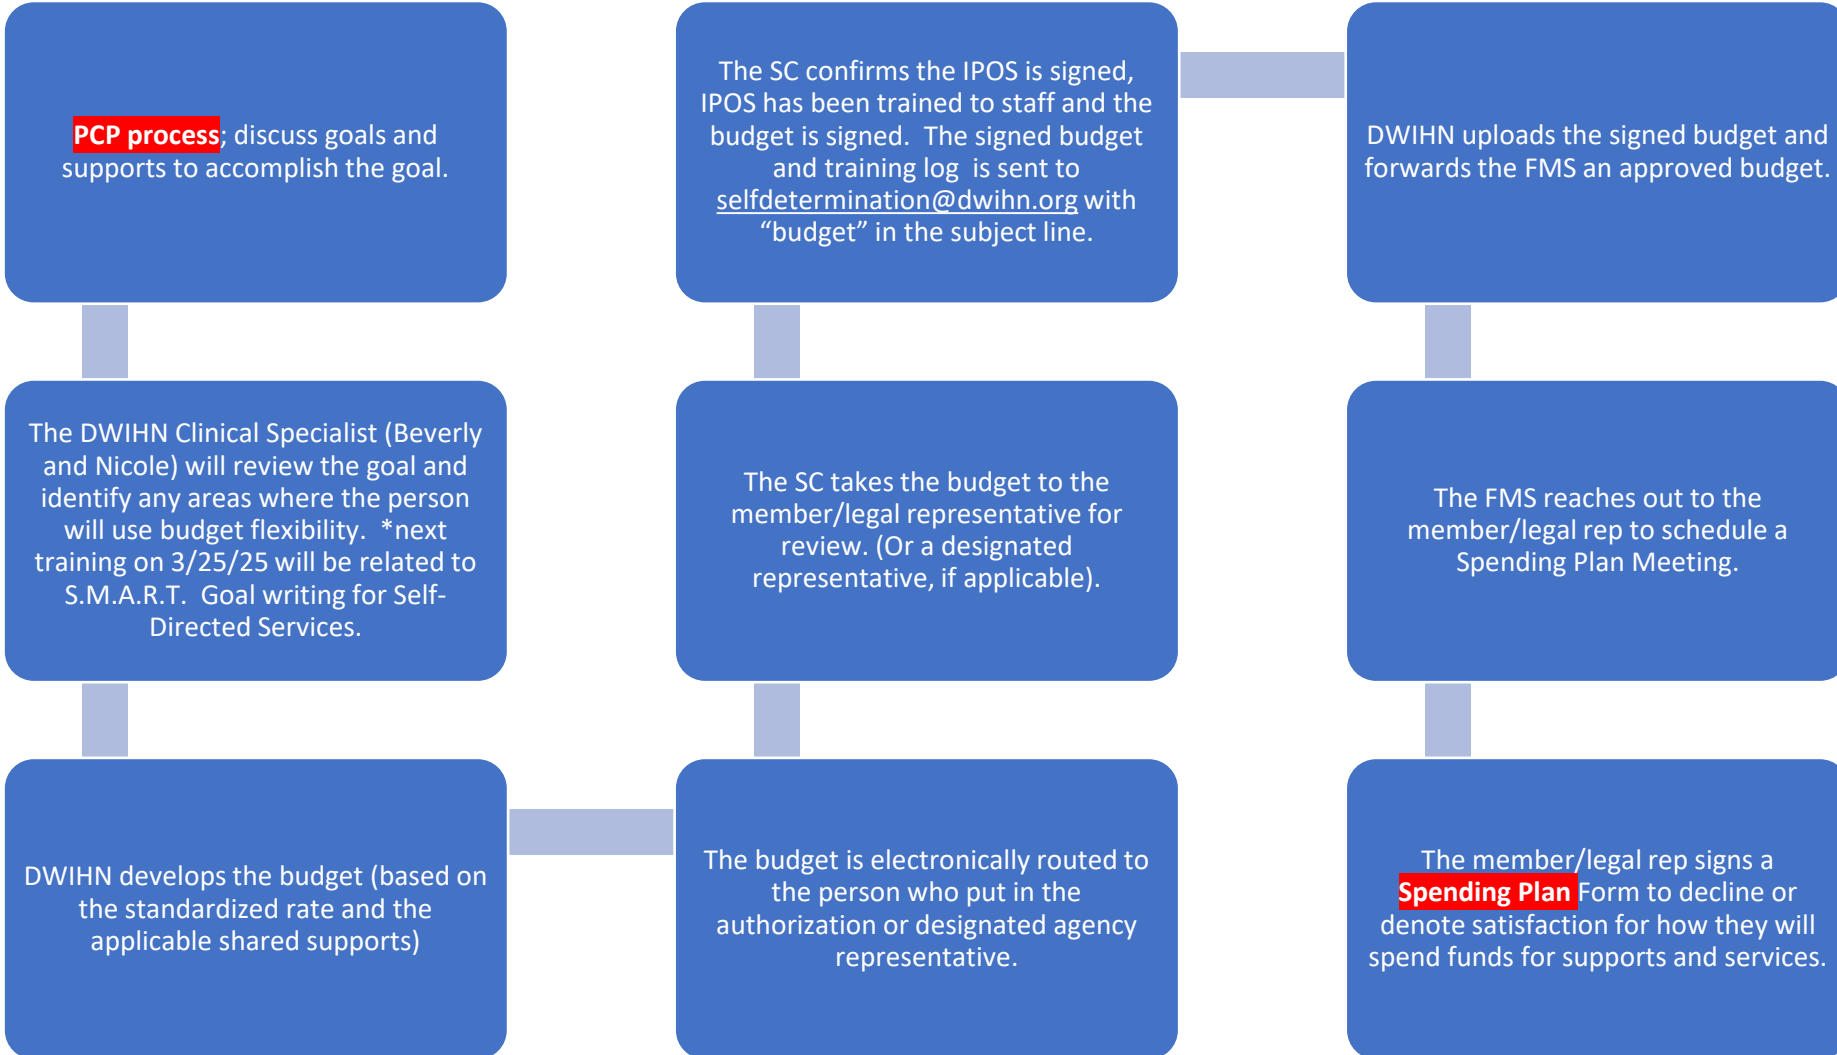 PCP process; discuss goals and
supports to accomplish the goal.
The DWIHN Clinical Specialist (Beverly
and Nicole) will review the goal and
identify any areas where the person
will use budget flexibility.  *next
training on 3/25/25 will be related to
S.M.A.R.T.  Goal writing for Self-
Directed Services.
DWIHN develops the budget (based on
the standardized rate and the
applicable shared supports)
The budget is electronically routed to
the person who put in the
authorization or designated agency
representative.
The SC takes the budget to the
member/legal representative for
review. (Or a designated
representative, if applicable).
The SC confirms the IPOS is signed,
IPOS has been trained to staff and the
budget is signed.  The signed budget
and training log  is sent to
selfdetermination@dwihn.org with
“budget” in the subject line.
DWIHN uploads the signed budget and
forwards the FMS an approved budget.
The FMS reaches out to the
member/legal rep to schedule a
Spending Plan Meeting.
The member/legal rep signs a
Spending Plan Form to decline or
denote satisfaction for how they will
spend funds for supports and services.